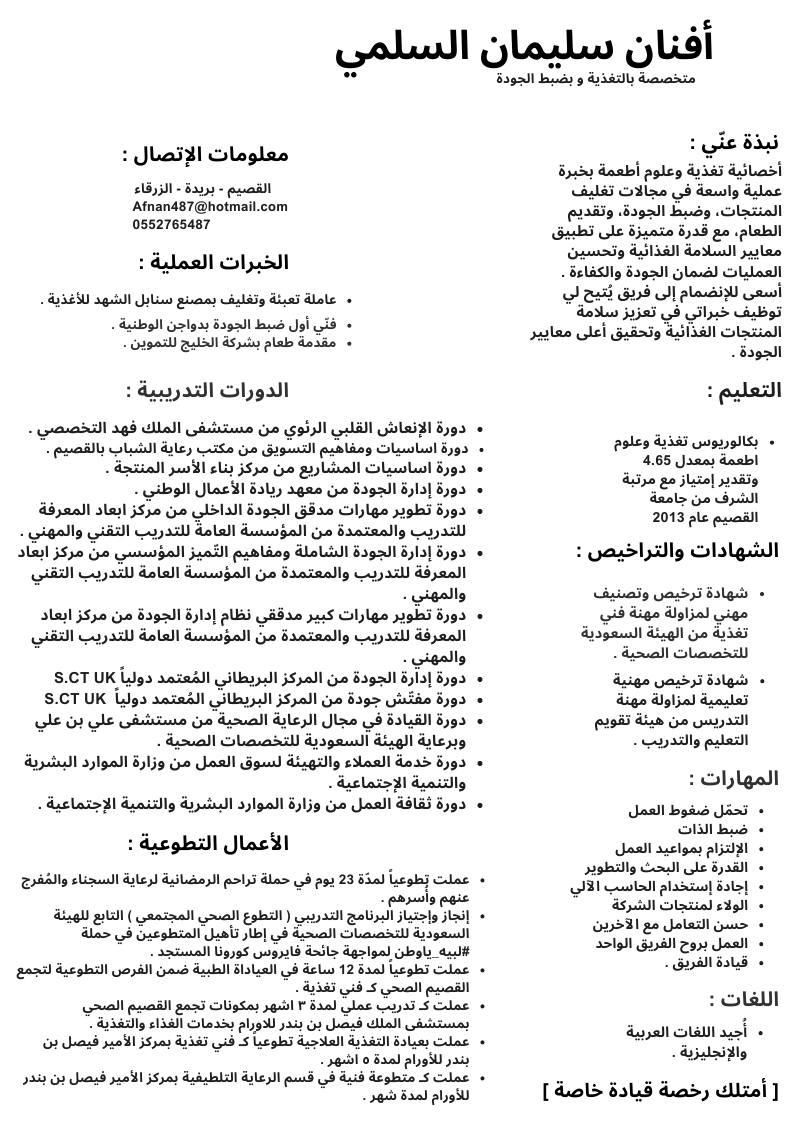 أفنان سليمان السلمي
متخصصة بالتغذية و بضبط الجودة
نبذة عنّي :
أخصائية تغذية وعلوم أطعمة بخبرة
عملية واسعة في مجالات تغليف
المنتجات، وضبط الجودة، وتقديم
الطعام، مع قدرة متميزة على تطبيق
معايير السلامة الغذائية وتحسين
العمليات لضمان الجودة والكفاءة .
أسعى للإنضمام إلى فريق يُتيح لي
توظيف خبراتي في تعزيز سلامة
المنتجات الغذائية وتحقيق أعلى معايير
الجودة .
التعليم :
• بكالوريوس تغذية وعلوم
اطعمة بمعدل 4.65
وتقدير إمتياز مع مرتبة
الشرف من جامعة
القصيم عام 2013
الشهادات والتراخيص :
• شهادة ترخيص وتصنيف
مهني لمزاولة مهنة فني
تغذية من الهيئة السعودية
للتخصصات الصحية .
• شهادة ترخيص مهنية
تعليمية لمزاولة مهنة
التدريس من هيئة تقويم
التعليم والتدريب .
المهارات :
• تحمّل ضغوط العمل
• ضبط الذات
• الإلتزام بمواعيد العمل
• القدرة على البحث والتطوير
• إجادة إستخدام الحاسب الآلي
• الولاء لمنتجات الشركة
• حسن التعامل مع الآخرين
• العمل بروح الفريق الواحد
• قيادة الفريق .
اللغات :
• أُجيد اللغات العربية
والإنجليزية .
[ أمتلك رخصة قيادة خاصة ]
معلومات الإتصال :
القصيم - بريدة - الزرقاء
Afnan487@hotmail.com
0552765487
الخبرات العملية :
• عاملة تعبئة وتغليف بمصنع سنابل الشهد للأغذية .
• فنّي أول ضبط الجودة بدواجن الوطنية .
• مقدمة طعام بشركة الخليج للتموين .
الدورات التدريبية :
• دورة الإنعاش القلبي الرئوي من مستشفى الملك فهد التخصصي .
• دورة اساسيات ومفاهيم التسويق من مكتب رعاية الشباب بالقصيم .
• دورة اساسيات المشاريع من مركز بناء الأسر المنتجة .
• دورة إدارة الجودة من معهد ريادة الأعمال الوطني .
• دورة تطوير مهارات مدقق الجودة الداخلي من مركز ابعاد المعرفة
للتدريب والمعتمدة من المؤسسة العامة للتدريب التقني والمهني .
• دورة إدارة الجودة الشاملة ومفاهيم التّميز المؤسسي من مركز ابعاد
المعرفة للتدريب والمعتمدة من المؤسسة العامة للتدريب التقني
والمهني .
• دورة تطوير مهارات كبير مدققي نظام إدارة الجودة من مركز ابعاد
المعرفة للتدريب والمعتمدة من المؤسسة العامة للتدريب التقني
والمهني .
• دورة إدارة الجودة من المركز البريطاني المُعتمد دولياً S.CT UK
• دورة مفتّش جودة من المركز البريطاني المُعتمد دولياً S.CT UK
• دورة القيادة في مجال الرعاية الصحية من مستشفى علي بن علي
وبرعاية الهيئة السعودية للتخصصات الصحية .
• دورة خدمة العملاء والتهيئة لسوق العمل من وزارة الموارد البشرية
والتنمية الإجتماعية .
• دورة ثقافة العمل من وزارة الموارد البشرية والتنمية الإجتماعية .
الأعمال التطوعية :
• عملت تطوعياً لمدّة 23 يوم في حملة تراحم الرمضانية لرعاية السجناء والمُفرج
عنهم وأُسرهم .
• إنجاز وإجتياز البرنامج التدريبي ( التطوع الصحي المجتمعي ) التابع للهيئة
السعودية للتخصصات الصحية في إطار تأهيل المتطوعين في حملة
#لبيه_ياوطن لمواجهة جائحة فايروس كورونا المستجد .
• عملت تطوعياً لمدة 12 ساعة في العياداة الطبية ضمن الفرص التطوعية لتجمع
القصيم الصحي كـ فني تغذية .
• عملت كـ تدريب عملي لمدة ٣ اشهر بمكونات تجمع القصيم الصحي
بمستشفى الملك فيصل بن بندر للاورام بخدمات الغذاء والتغذية .
• عملت بعيادة التغذية العلاجية تطوعياً كـ فني تغذية بمركز الأمير فيصل بن
بندر للأورام لمدة ٥ اشهر .
• عملت كـ متطوعة فنية في قسم الرعاية التلطيفية بمركز الأمير فيصل بن بندر
للأورام لمدة شهر .